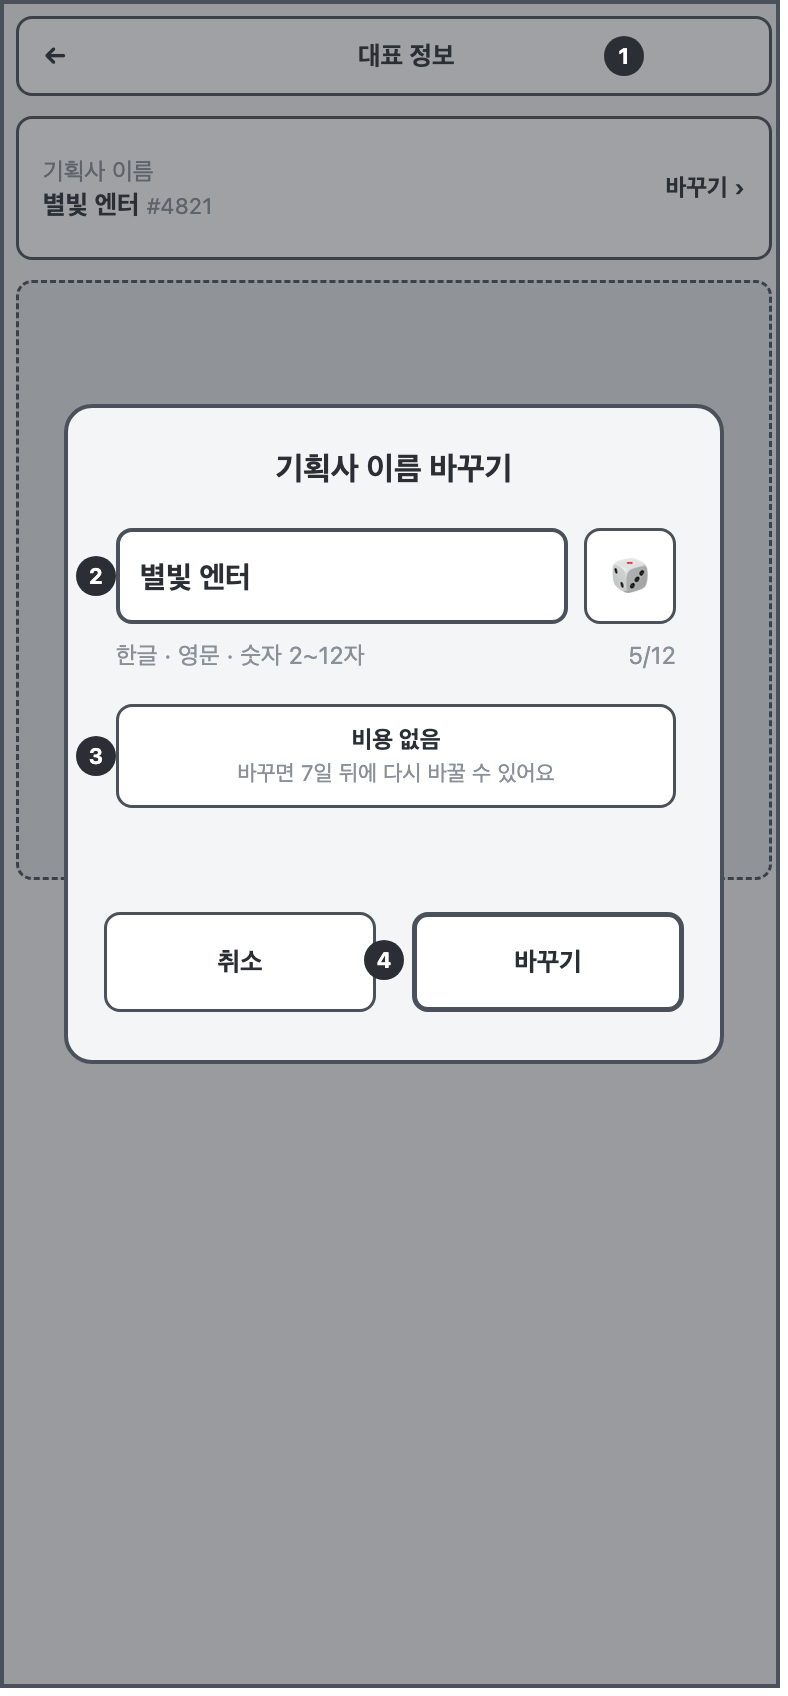 ← 대표 정보 1
기획사 이름
별빛 엔터 #4821
바꾸기 ›
기획사 이름 바꾸기
2 별빛 엔터
한글 · 영문 · 숫자 2~12자 5/12
3 비용 없음
바꾸면 7일 뒤에 다시 바꿀 수 있어요
취소 4 바꾸기